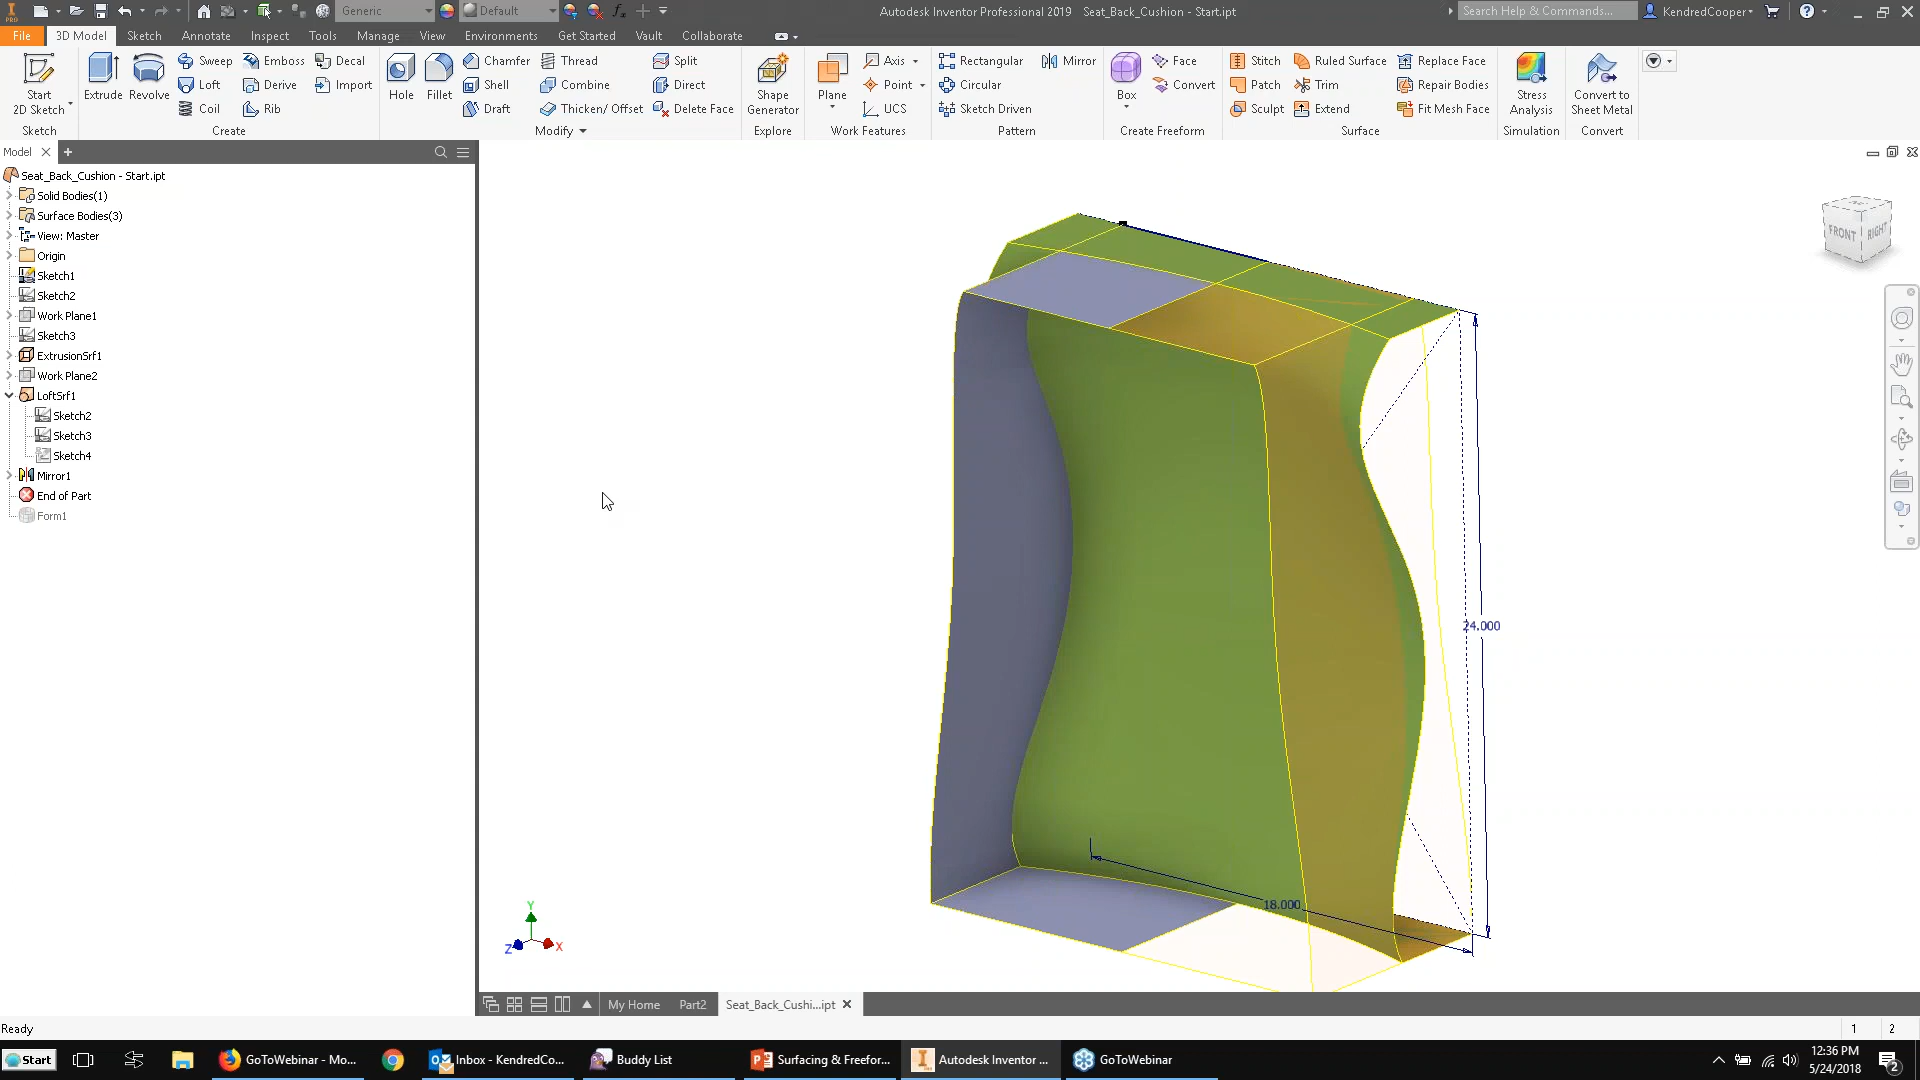 Generic
Default
Autodesk Inventor Professional 2019 Seat_Back_Cushion - Start.ipt
Search Help & Commands...
KendredCooper
PRO
File 3D Model Sketch Annotate Inspect Tools Manage View Environments Get Started Vault Collaborate
Start
2D Sketch
Sketch
Extrude
Revolve
Sweep
Loft
Coil
Emboss
Derive
Rib
Decal
Import
Create
Hole
Fillet
Chamfer
Shell
Draft
Thread
Combine
Thicken/ Offset
Split
Direct
Delete Face
Modify
Shape
Generator
Explore
Plane
Axis
Point
UCS
Work Features
Rectangular
Circular
Sketch Driven
Mirror
Pattern
Box
Face
Convert
Create Freeform
Stitch
Patch
Sculpt
Ruled Surface
Trim
Extend
Replace Face
Repair Bodies
Fit Mesh Face
Surface
Stress
Analysis
Simulation
Convert to
Sheet Metal
Convert
Model
Seat_Back_Cushion - Start.ipt
Solid Bodies(1)
Surface Bodies(3)
View: Master
Origin
Sketch1
Sketch2
Work Plane1
Sketch3
ExtrusionSrf1
Work Plane2
LoftSrf1
Sketch2
Sketch3
Sketch4
Mirror1
End of Part
Form1
FRONT
RIGHT
24.000
18.000
Y
Z
X
My Home Part2 Seat_Back_Cushi...ipt
Ready
1 2
Start
GoToWebinar - Mo...
Inbox - KendredCo...
Buddy List
Surfacing & Freefor...
Autodesk Inventor ...
GoToWebinar
12:36 PM
5/24/2018
2